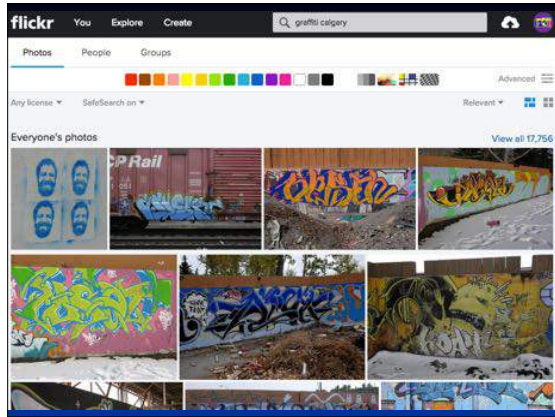 flickr You Explore Create graffiti calgary
Photos People Groups
Advanced
Any license SafeSearch on Relevant
Everyone's photos View all 17,756
CP Rail